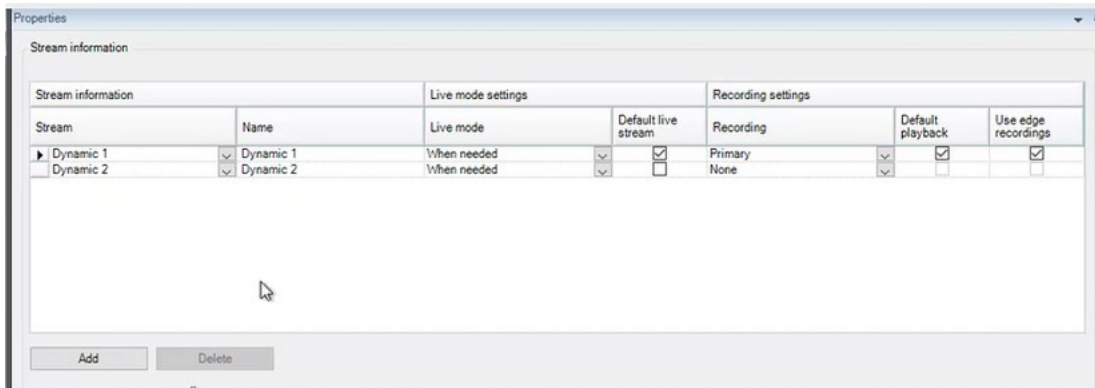 Properties
Stream information
Stream information Live mode settings Recording settings
Stream Name Live mode Default live stream Recording Default playback Use edge recordings
Dynamic 1 Dynamic 1 When needed Primary
Dynamic 2 Dynamic 2 When needed None
Add Delete